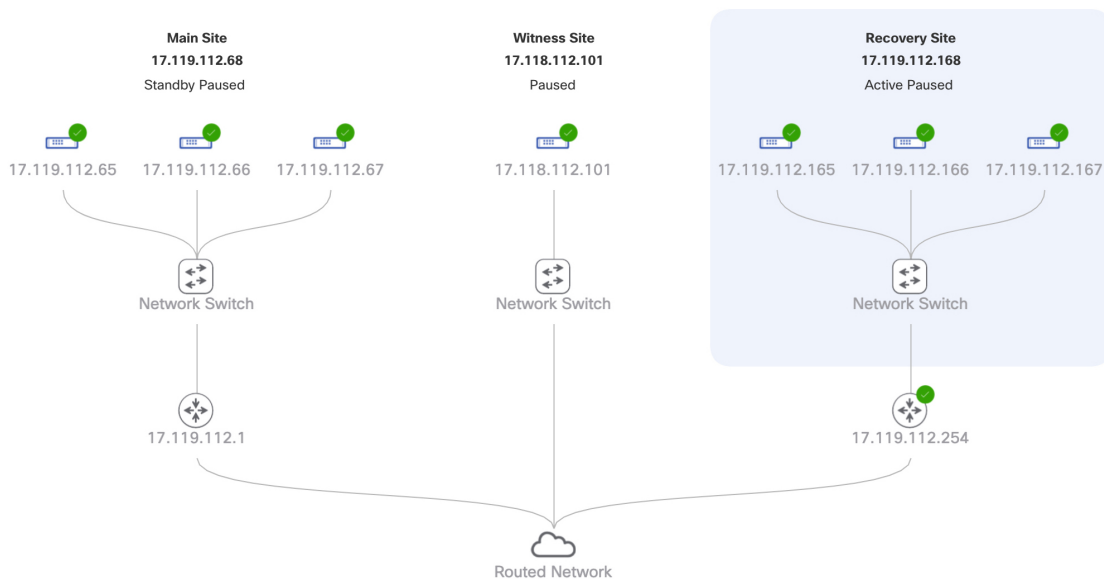 Main Site
17.119.112.68
Standby Paused
Witness Site
17.118.112.101
Paused
Recovery Site
17.119.112.168
Active Paused
17.119.112.65
17.119.112.66
17.119.112.67
17.118.112.101
17.119.112.165
17.119.112.166
17.119.112.167
Network Switch
Network Switch
Network Switch
17.119.112.1
17.119.112.254
Routed Network